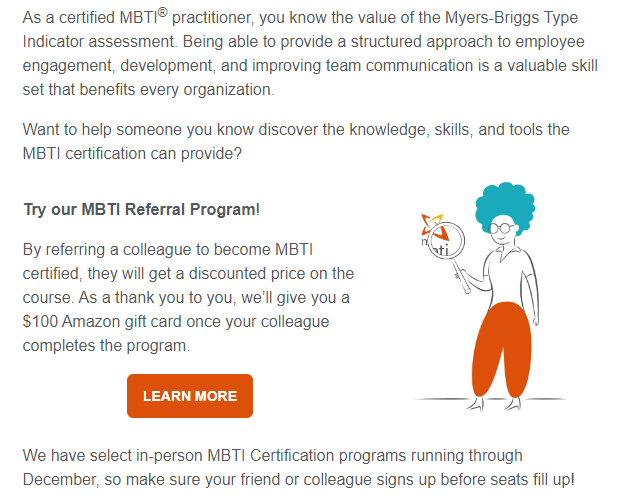 As a certified MBTI® practitioner, you know the value of the Myers-Briggs Type
Indicator assessment. Being able to provide a structured approach to employee
engagement, development, and improving team communication is a valuable skill
set that benefits every organization.
Want to help someone you know discover the knowledge, skills, and tools the
MBTI certification can provide?
Try our MBTI Referral Program!
By referring a colleague to become MBTI
certified, they will get a discounted price on the
course. As a thank you to you, we’ll give you a
$100 Amazon gift card once your colleague
completes the program.
LEARN MORE
We have select in-person MBTI Certification programs running through
December, so make sure your friend or colleague signs up before seats fill up!